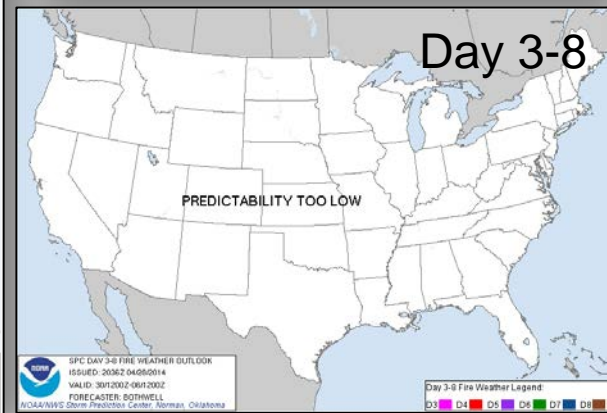 Day 3-8
PREDICTABILITY TOO LOW
SPC DAY 3-8 FIRE WEATHER OUTLOOK
ISSUED: 2036Z 04/28/2014
VALID: 30/1200Z-06/1200Z
FORECASTER: BOTHWELL
NOAA/NWS Storm Prediction Center, Norman, Oklahoma
NOAA
Day 3-8 Fire Weather Legend:
D3 D4 D5 D6 D7 D8